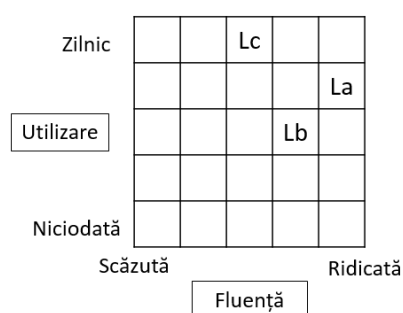 Zilnic
Lc
La
Utilizare
Lb
Niciodată
Scăzută
Ridicată
Fluență